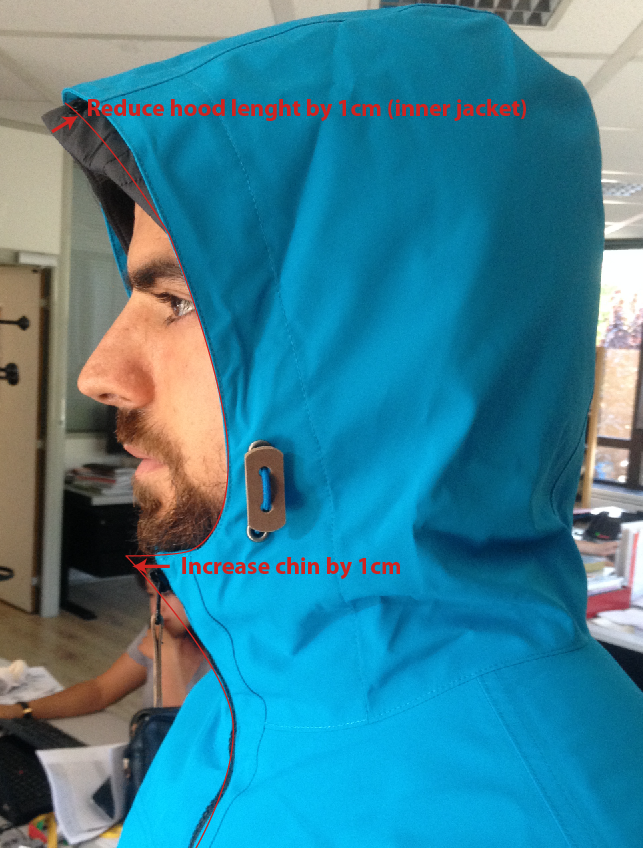 Reduce hood lenght by 1cm (inner jacket)
Increase chin by 1cm